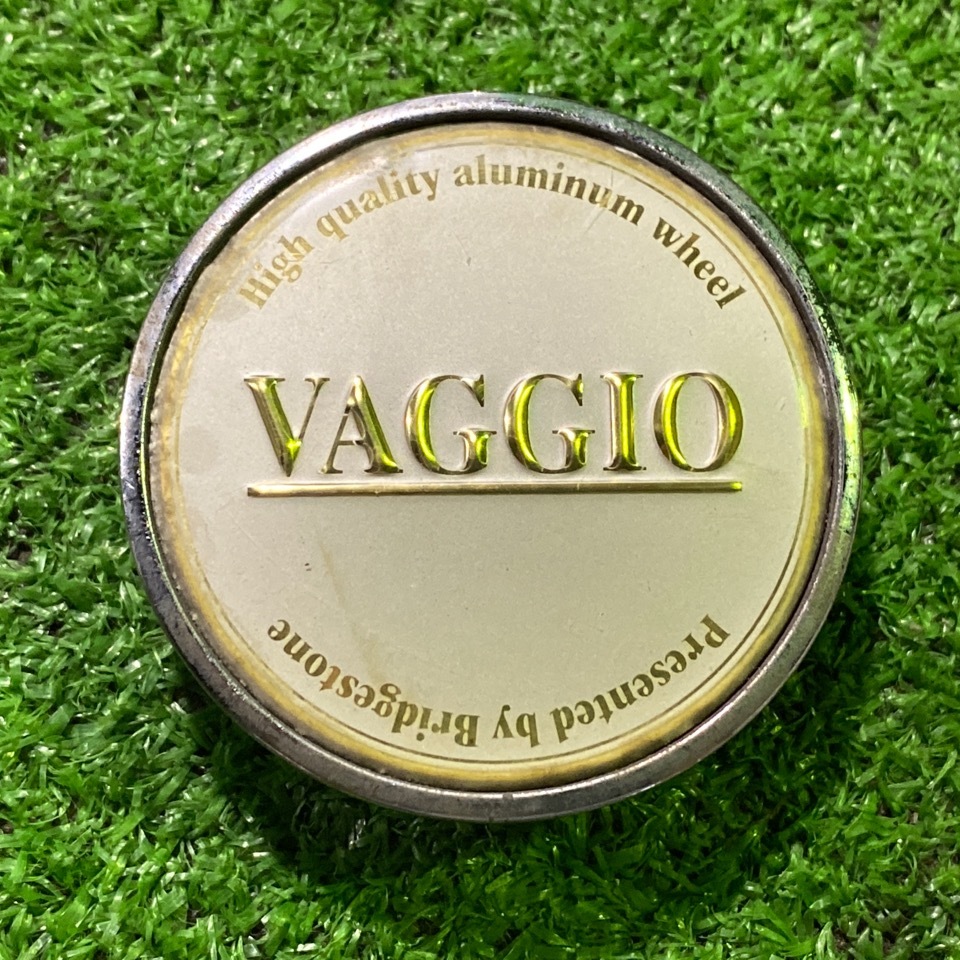 High quality aluminum wheel
VAGGIO
Presented by Bridgestone